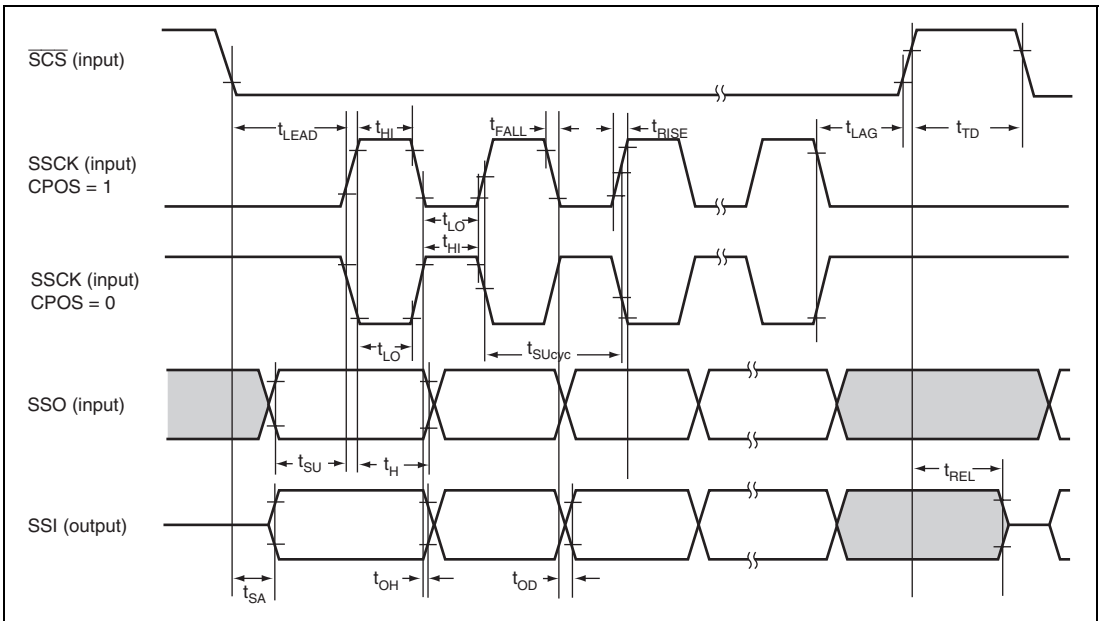 SCS (input)
tLEAD
tHI
tFALL
tRISE
tLAG
tTD
SSCK (input)
CPOS = 1
tLO
tHI
SSCK (input)
CPOS = 0
tLO
tSUcyc
SSO (input)
tSU
tH
tREL
SSI (output)
tSA
tOH
tOD